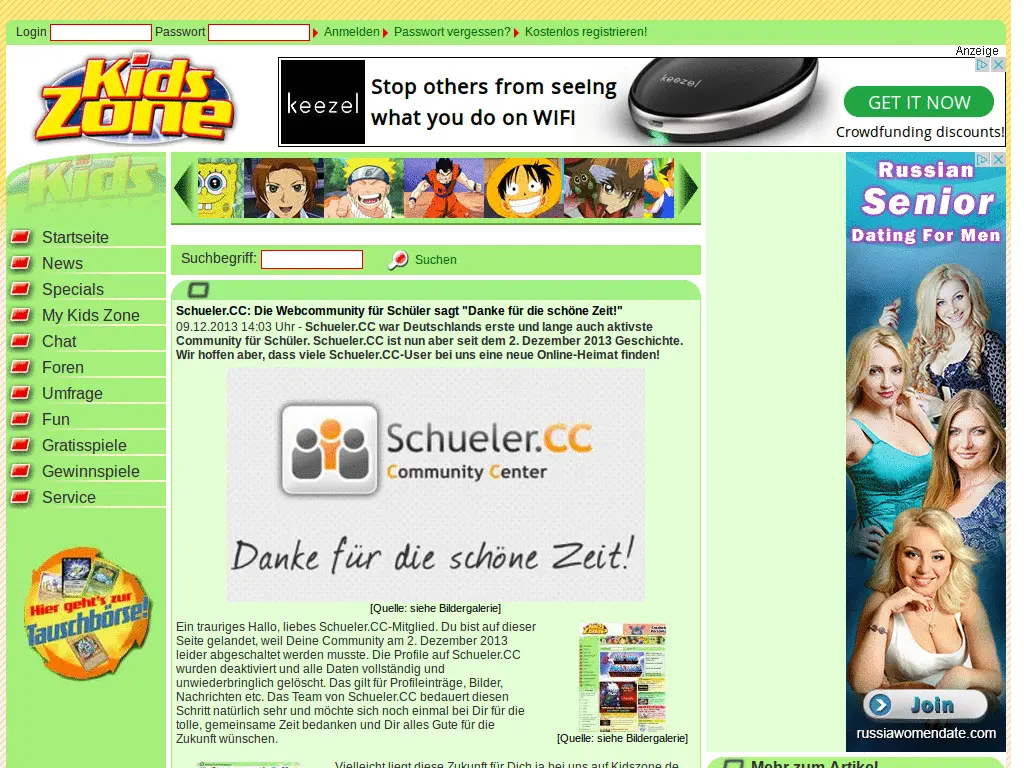 Login Passwort Anmelden Passwort vergessen? Kostenlos registrieren!
Anzeige
Kids
Zone
keezel
Stop others from seeing
what you do on WIFI
keezel
GET IT NOW
Crowdfunding discounts!
Kids
Startseite
News
Specials
My Kids Zone
Chat
Foren
Umfrage
Fun
Gratisspiele
Gewinnspiele
Service
Hier geht's zur
Tauschbörse!
Suchbegriff: Suchen
Schueler.CC: Die Webcommunity für Schüler sagt "Danke für die schöne Zeit!"
09.12.2013 14:03 Uhr - Schueler.CC war Deutschlands erste und lange auch aktivste
Community für Schüler. Schueler.CC ist nun aber seit dem 2. Dezember 2013 Geschichte.
Wir hoffen aber, dass viele Schueler.CC-User bei uns eine neue Online-Heimat finden!
Schueler.CC
Community Center
Danke für die schöne Zeit!
[Quelle: siehe Bildergalerie]
Ein trauriges Hallo, liebes Schueler.CC-Mitglied. Du bist auf dieser
Seite gelandet, weil Deine Community am 2. Dezember 2013
leider abgeschaltet werden musste. Die Profile auf Schueler.CC
wurden deaktiviert und alle Daten vollständig und
unwiederbringlich gelöscht. Das gilt für Profileinträge, Bilder,
Nachrichten etc. Das Team von Schueler.CC bedauert diesen
Schritt natürlich sehr und möchte sich noch einmal bei Dir für die
tolle, gemeinsame Zeit bedanken und Dir alles Gute für die
Zukunft wünschen.
[Quelle: siehe Bildergalerie]
Vielleicht liegt diese Zukunft für Dich ja bei uns auf Kidszone.de
Russian
Senior
Dating For Men
Join
russiawomendate.com
Mehr zum Artikel